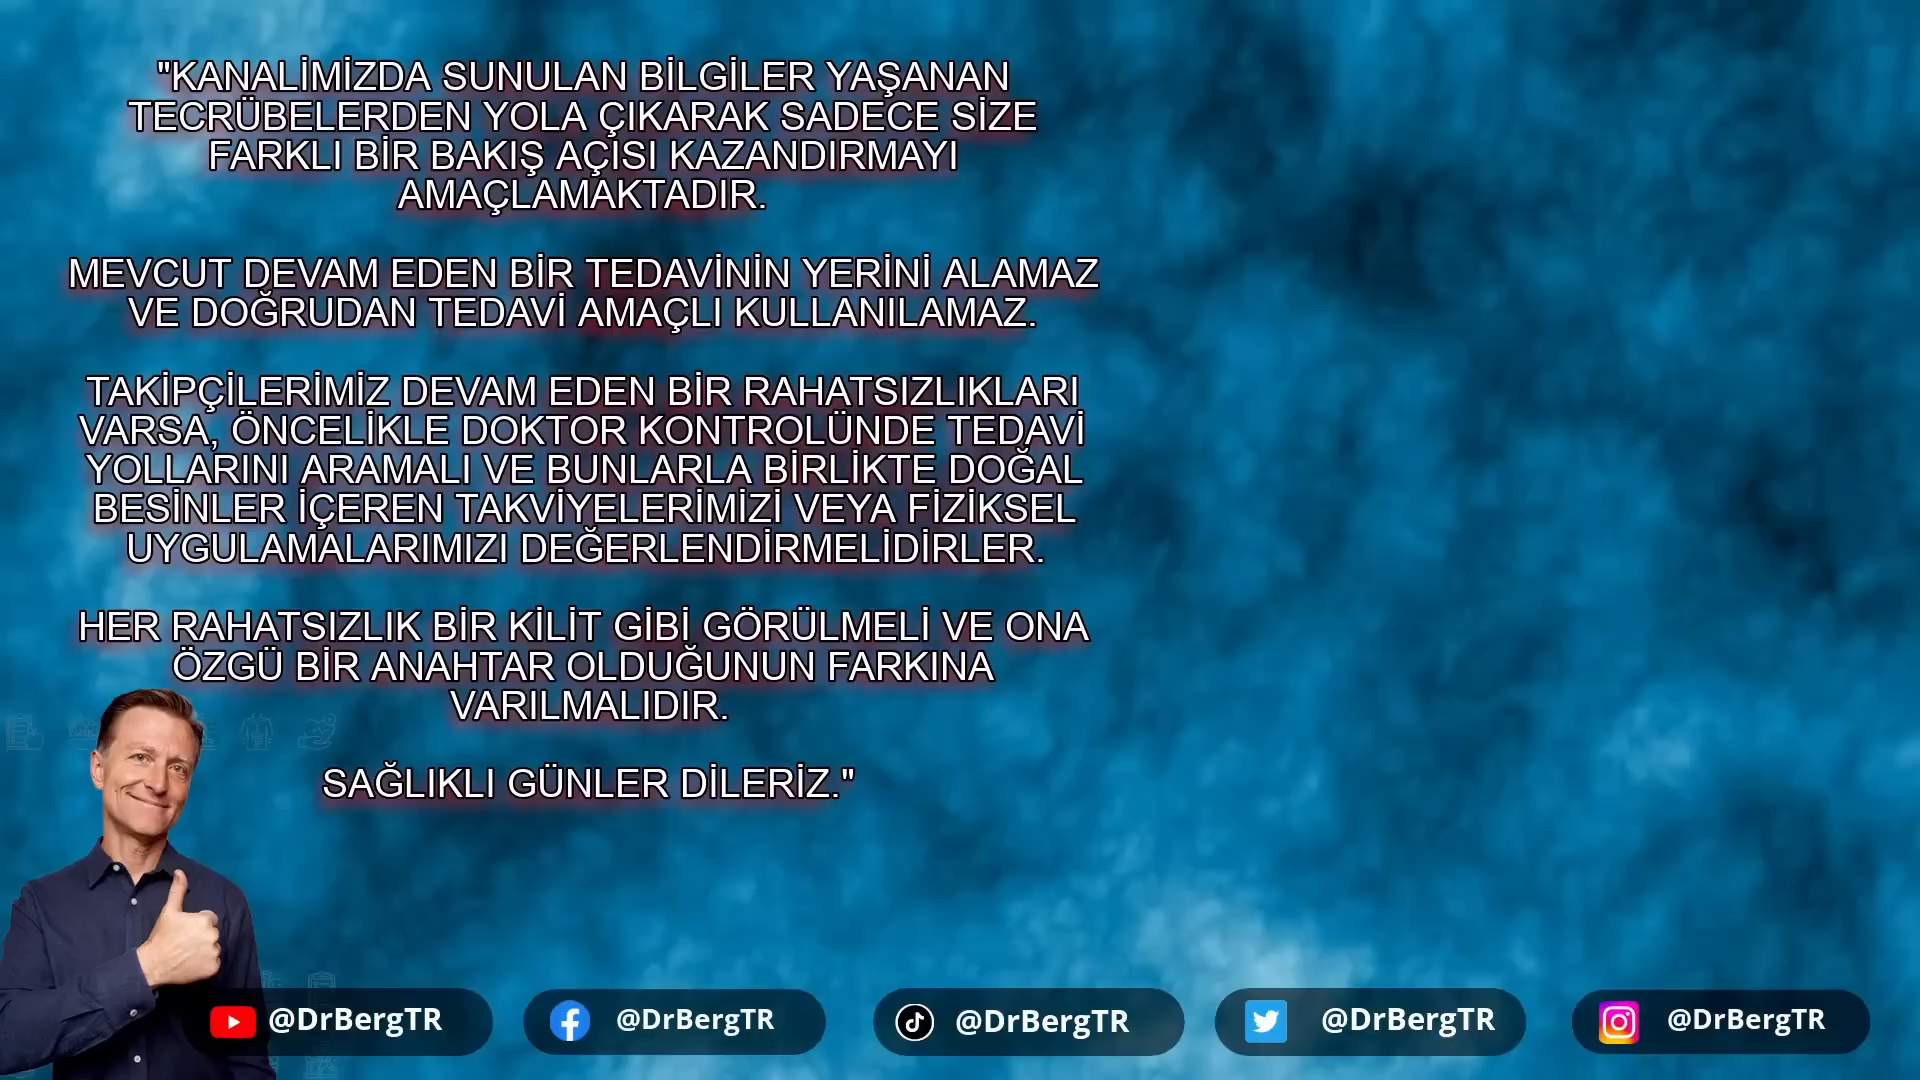 "KANALİMİZDA SUNULAN BİLGİLER YAŞANAN
TECRÜBELERDEN YOLA ÇIKARAK SADECE SİZE
FARKLI BİR BAKIŞ AÇISI KAZANDIRMAYI
AMAÇLAMAKTADIR.
MEVCUT DEVAM EDEN BİR TEDAVİNİN YERİNİ ALAMAZ
VE DOĞRUDAN TEDAVİ AMAÇLI KULLANILAMAZ.
TAKİPÇİLERİMİZ DEVAM EDEN BİR RAHATSIZLIKLARI
VARSA, ÖNCELİKLE DOKTOR KONTROLÜNDE TEDAVİ
YOLLARINI ARAMALI VE BUNLARLA BİRLİKTE DOĞAL
BESİNLER İÇEREN TAKVİYELERİMİZİ VEYA FİZİKSEL
UYGULAMALARIMIZI DEĞERLENDİRMELİDİRLER.
HER RAHATSIZLIK BİR KİLİT GİBİ GÖRÜLMELİ VE ONA
ÖZGÜ BİR ANAHTAR OLDUĞUNUN FARKINA
VARILMALIDIR.
SAĞLIKLI GÜNLER DİLERİZ."
@DrBergTR
@DrBergTR
@DrBergTR
@DrBergTR
@DrBergTR